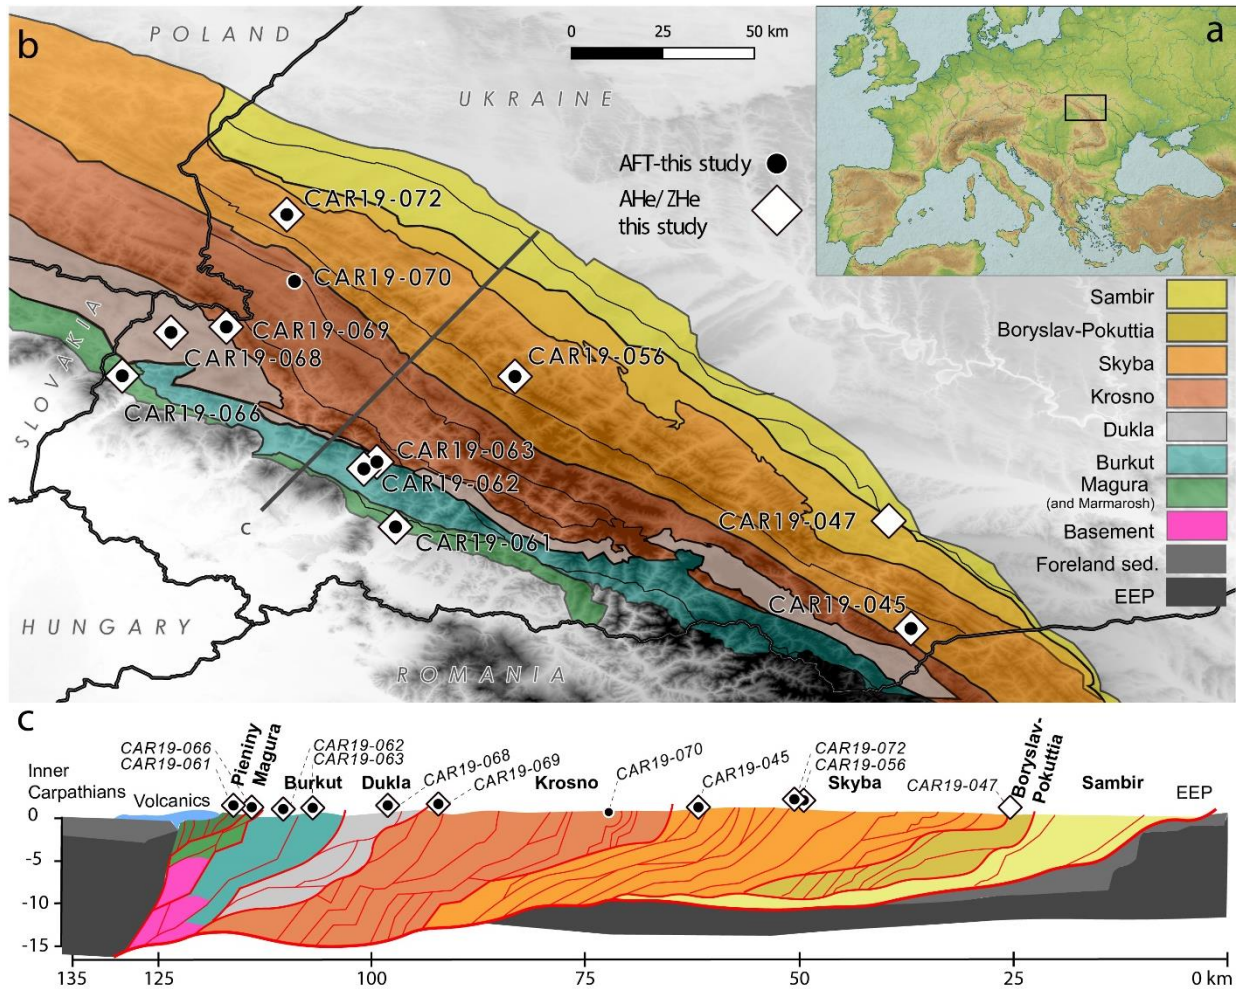 b
POLAND
0 25 50 km
a
UKRAINE
AFT-this study
AHe/ZHe
this study
CAR19-072
CAR19-070
CAR19-069
CAR19-068
CAR19-056
CAR19-066
SLOVAKIA
CAR19-063
CAR19-062
CAR19-047
c
CAR19-061
CAR19-045
HUNGARY
ROMANIA
Sambir
Boryslav-Pokuttia
Skyba
Krosno
Dukla
Burkut
Magura
(and Marmarosh)
Basement
Foreland sed.
EEP
c
CAR19-066
CAR19-061
Pieniny
Magura
CAR19-062
CAR19-063
Burkut
Dukla
CAR19-068
CAR19-069
Krosno
CAR19-070
CAR19-045
CAR19-072
CAR19-056
Skyba
CAR19-047
Boryslav-
Pokuttia
Sambir
EEP
Inner
Carpathians
Volcanics
0
-5
-10
-15
135 125 100 75 50 25 0 km